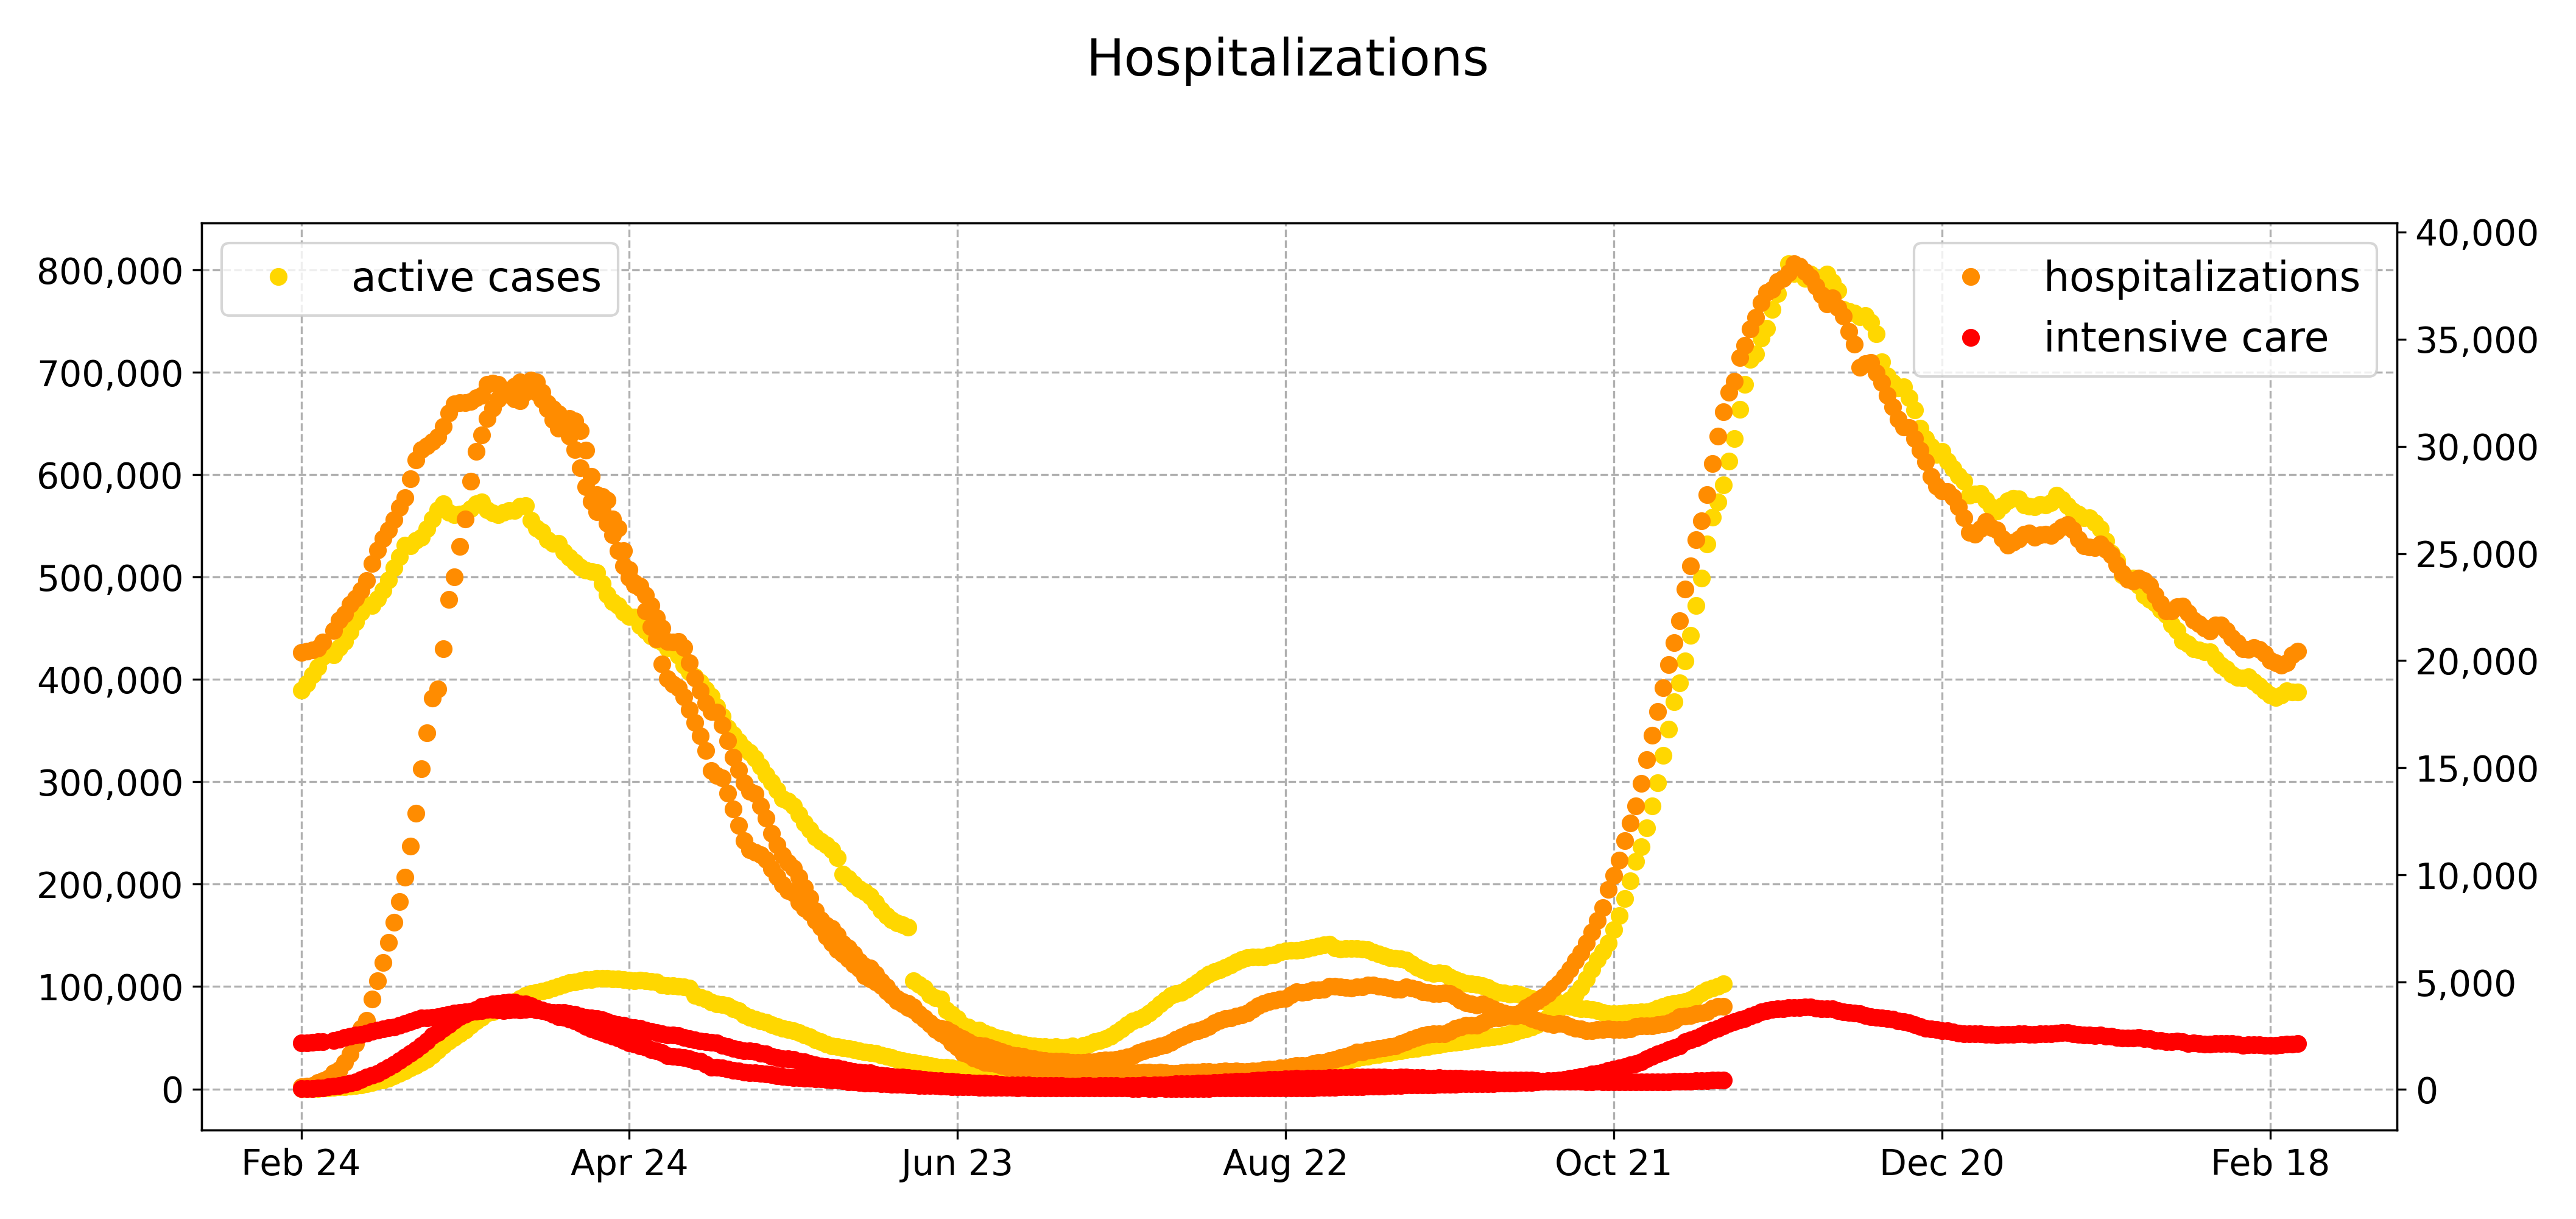 Hospitalizations
active cases
hospitalizations
intensive care
800,000
700,000
600,000
500,000
400,000
300,000
200,000
100,000
0
40,000
35,000
30,000
25,000
20,000
15,000
10,000
5,000
0
Feb 24
Apr 24
Jun 23
Aug 22
Oct 21
Dec 20
Feb 18